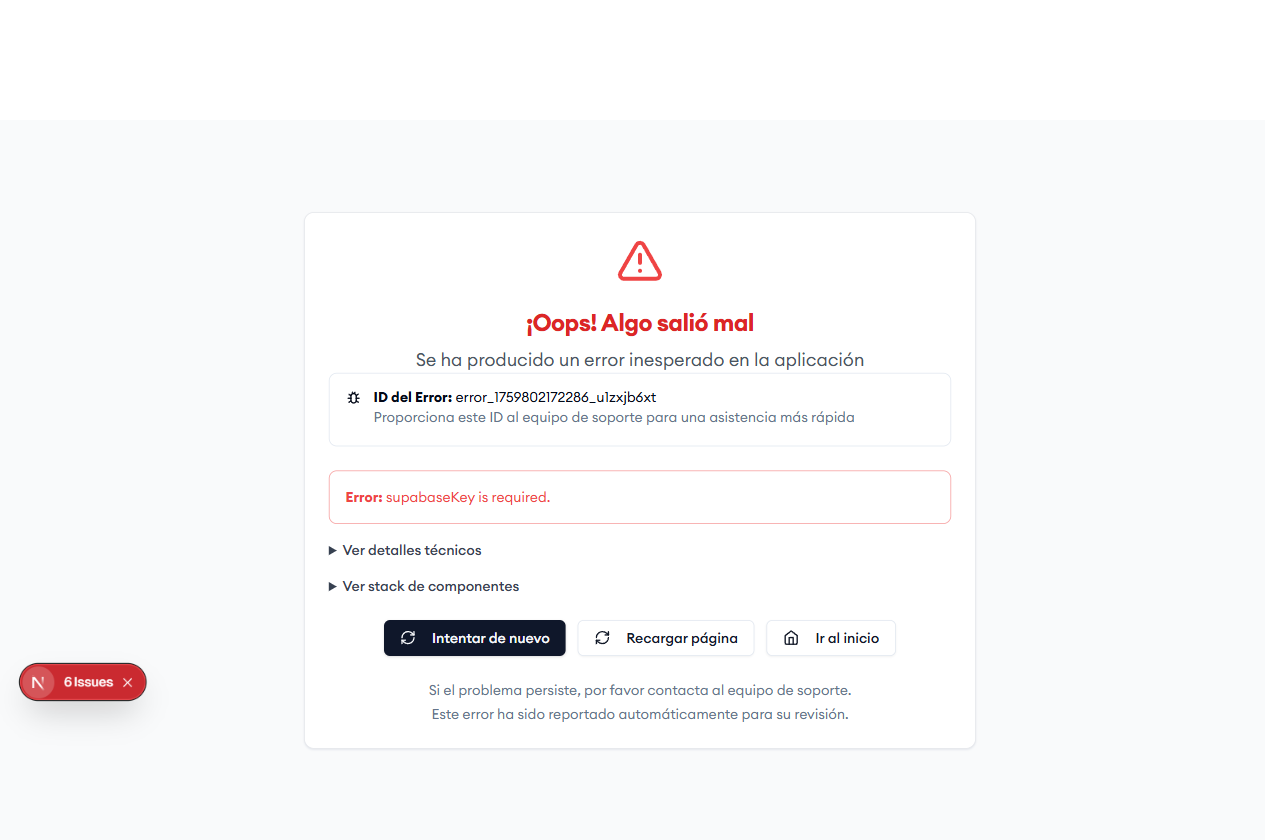 ¡Oops! Algo salió mal
Se ha producido un error inesperado en la aplicación
ID del Error: error_1759802172286_u1zxjb6xt
Proporciona este ID al equipo de soporte para una asistencia más rápida
Error: supabaseKey is required.
Ver detalles técnicos
Ver stack de componentes
Intentar de nuevo
Recargar página
Ir al inicio
N 6 Issues
Si el problema persiste, por favor contacta al equipo de soporte.
Este error ha sido reportado automáticamente para su revisión.